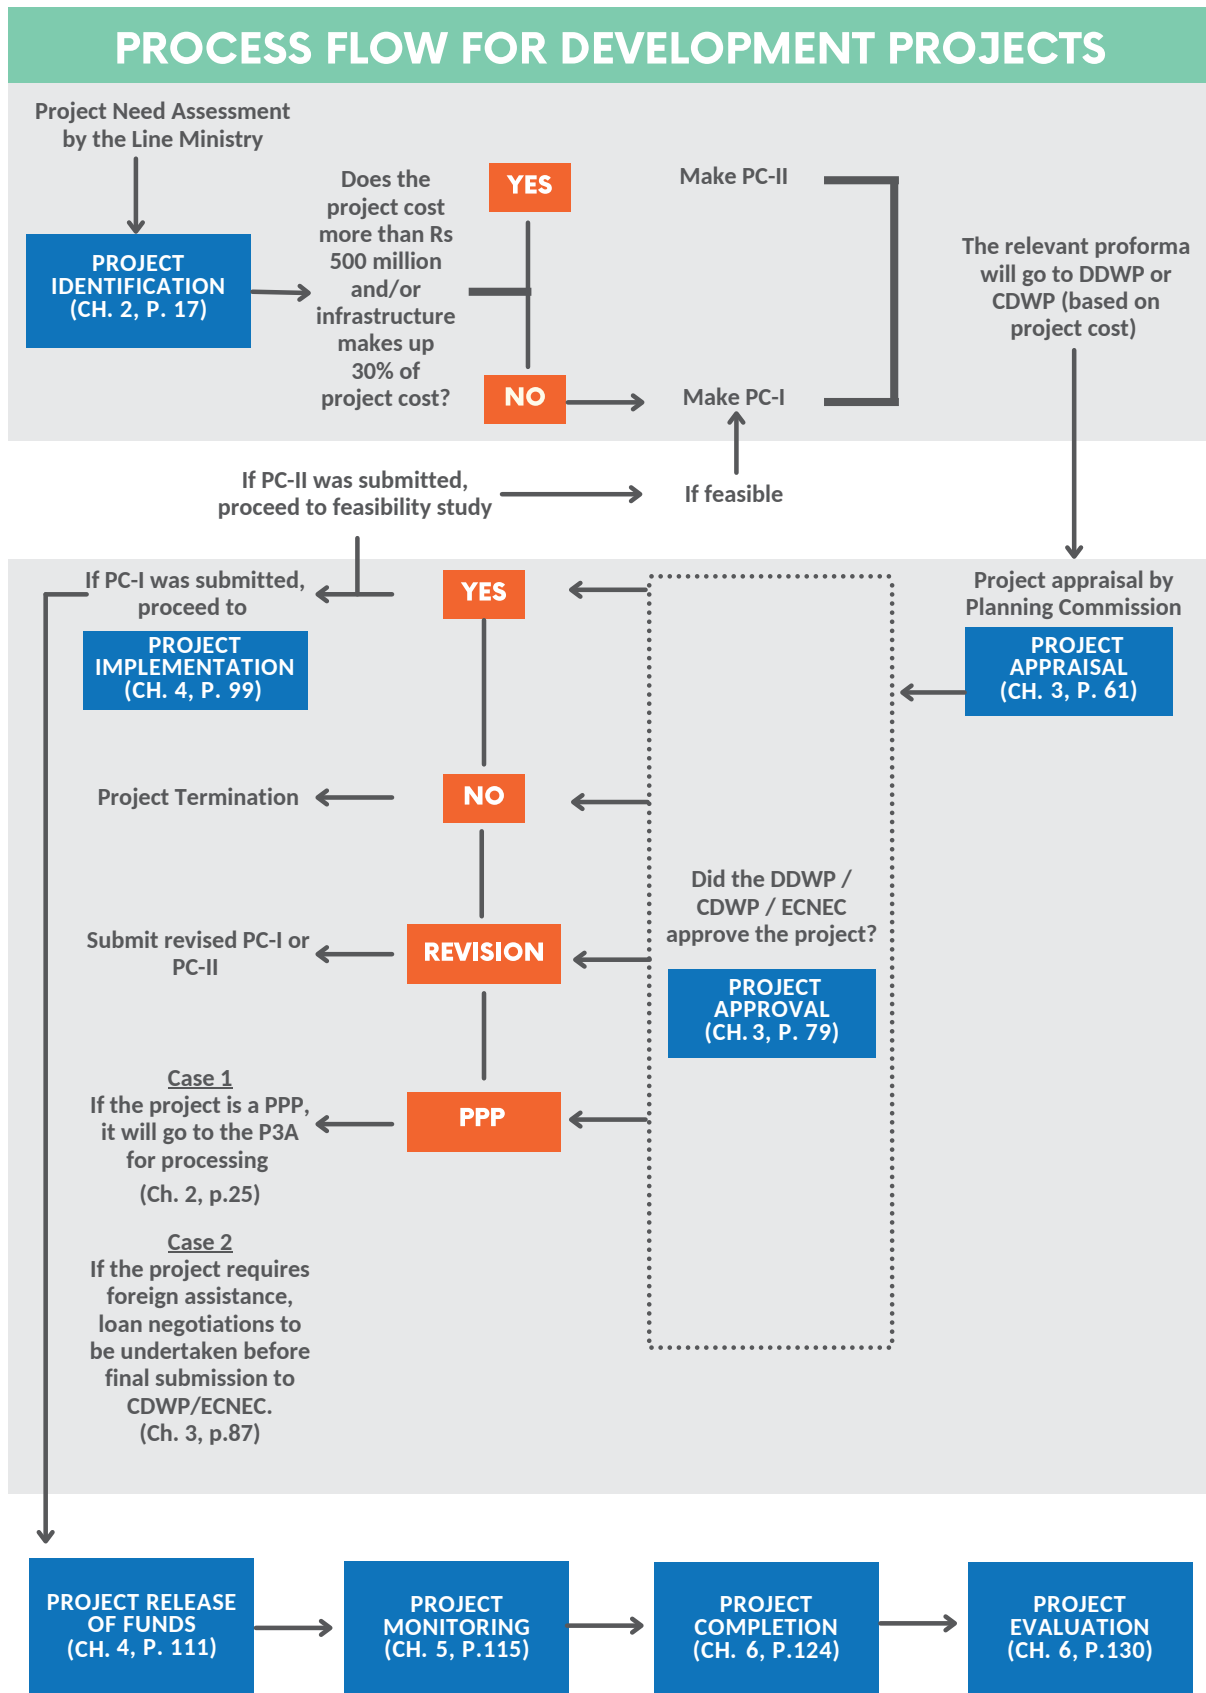 PROCESS FLOW FOR DEVELOPMENT PROJECTS
Project Need Assessment
by the Line Ministry
PROJECT
IDENTIFICATION
(CH. 2, P. 17)
Does the
project cost
more than Rs
500 million
and/or
infrastructure
makes up
30% of
project cost?
YES
NO
Make PC-II
Make PC-I
The relevant proforma
will go to DDWP or
CDWP (based on
project cost)
If PC-II was submitted,
proceed to feasibility study
If feasible
If PC-I was submitted,
proceed to
PROJECT
IMPLEMENTATION
(CH. 4, P. 99)
YES
Project appraisal by
Planning Commission
PROJECT
APPRAISAL
(CH. 3, P. 61)
Project Termination
NO
Did the DDWP /
CDWP / ECNEC
approve the project?
PROJECT
APPROVAL
(CH. 3, P. 79)
Submit revised PC-I or
PC-II
REVISION
Case 1
If the project is a PPP,
it will go to the P3A
for processing
(Ch. 2, p.25)
PPP
Case 2
If the project requires
foreign assistance,
loan negotiations to
be undertaken before
final submission to
CDWP/ECNEC.
(Ch. 3, p.87)
PROJECT RELEASE
OF FUNDS
(CH. 4, P. 111)
PROJECT
MONITORING
(CH. 5, P.115)
PROJECT
COMPLETION
(CH. 6, P.124)
PROJECT
EVALUATION
(CH. 6, P.130)